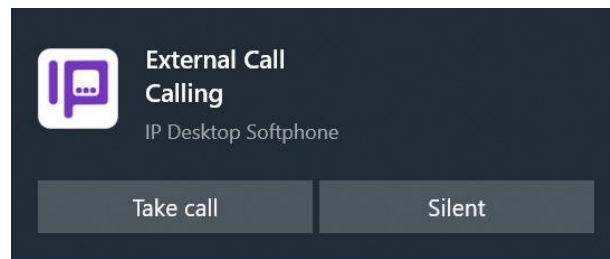 External Call
Calling
IP Desktop Softphone
Take call
Silent